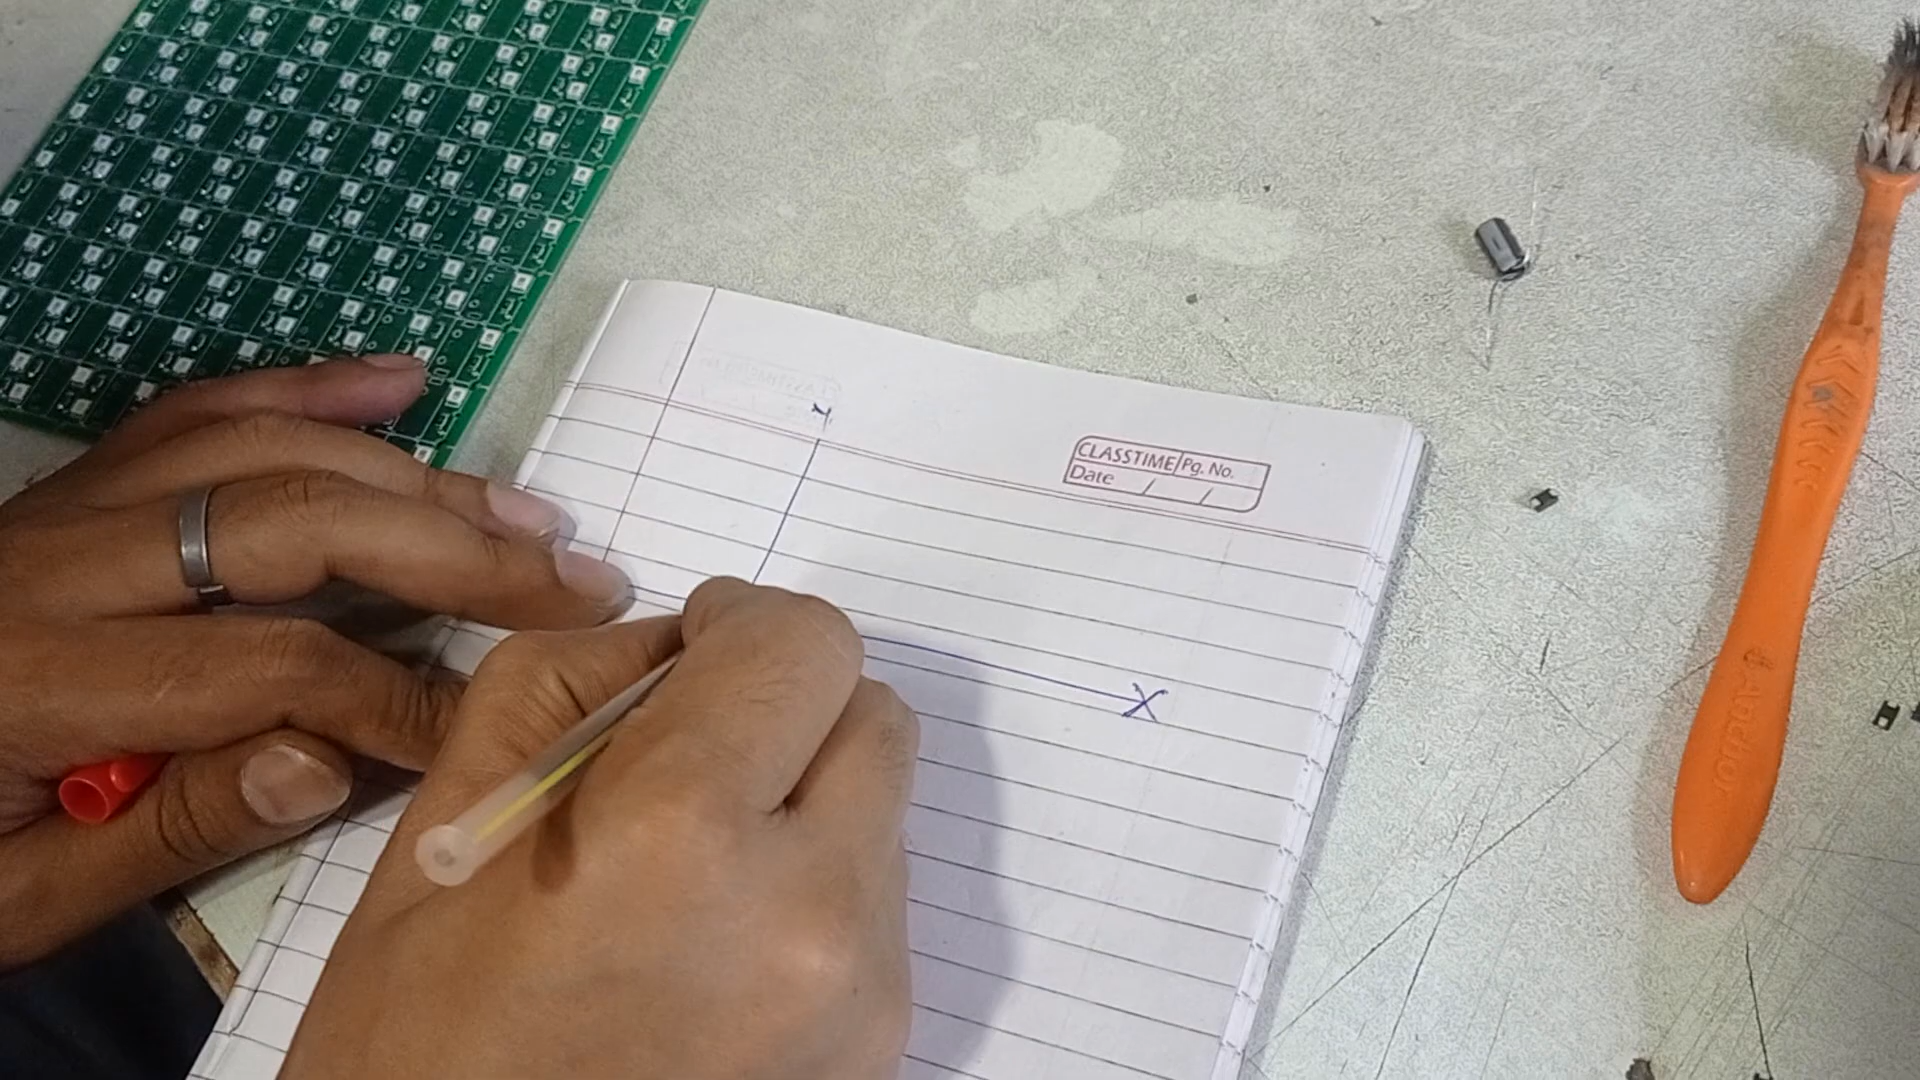 y
CLASSTIME Pg. No.
Date / /
X